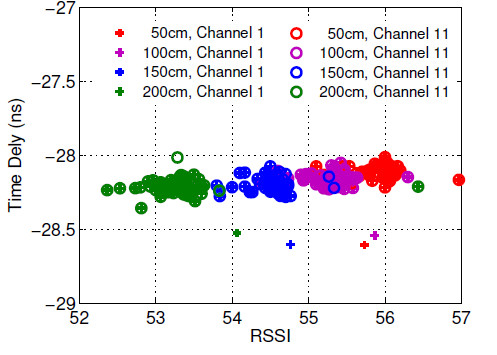 −27
50cm, Channel 1
50cm, Channel 11
100cm, Channel 1
100cm, Channel 11
150cm, Channel 1
150cm, Channel 11
−27.5
200cm, Channel 1
200cm, Channel 11
Time Dely (ns)
−28
−28.5
−29
52
53
54
55
56
57
RSSI